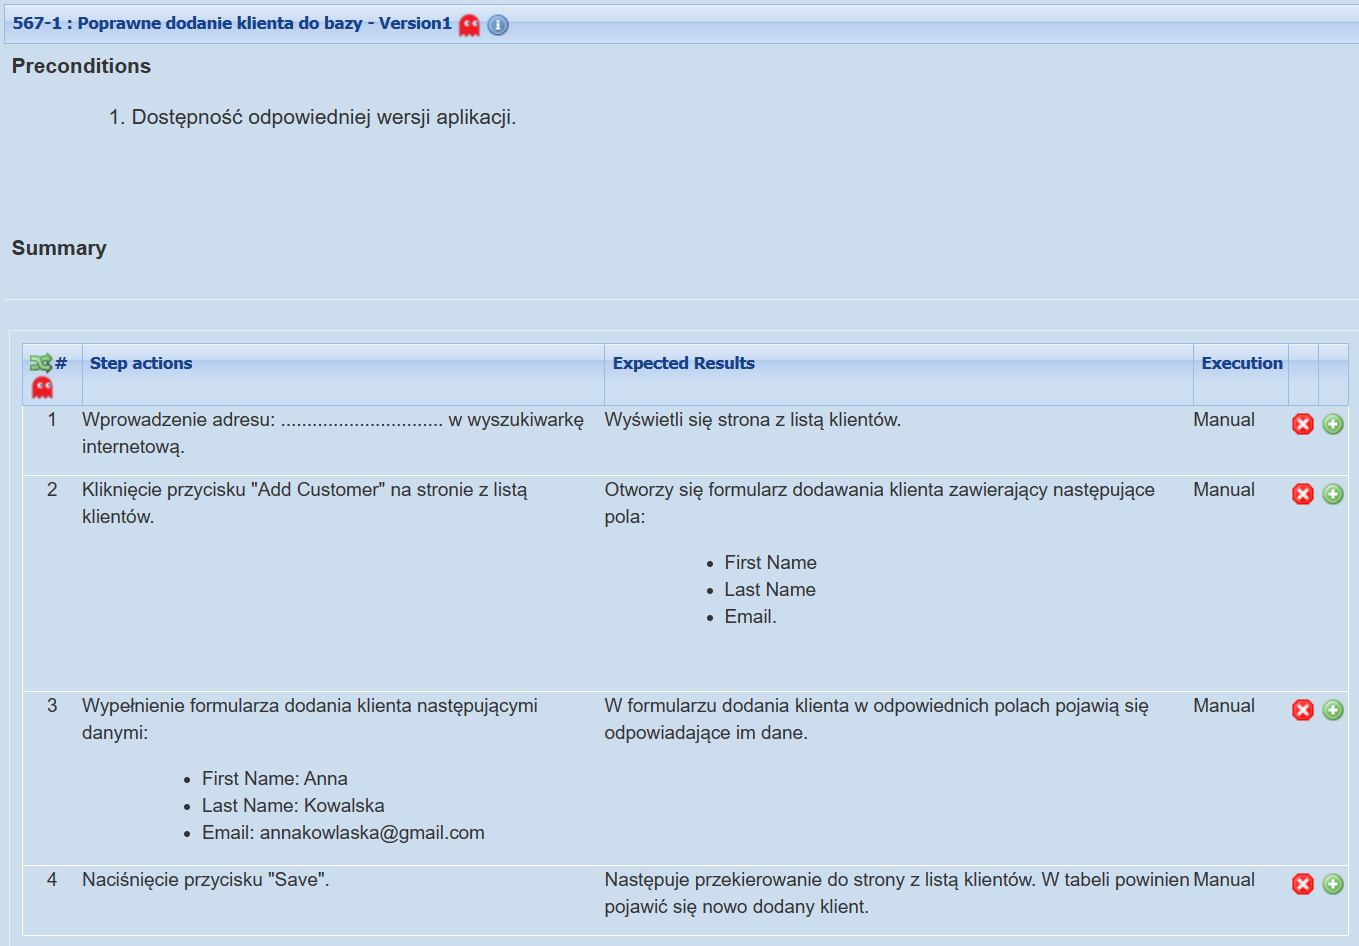 567-1 : Poprawne dodanie klienta do bazy - Version1
Preconditions
1. Dostępność odpowiedniej wersji aplikacji.
Summary
# Step actions Expected Results Execution
1 Wprowadzenie adresu: ............................... w wyszukiwarkę Wyświetli się strona z listą klientów. Manual
internetową.
2 Kliknięcie przycisku "Add Customer" na stronie z listą Otworzy się formularz dodawania klienta zawierający następujące Manual
klientów. pola:
• First Name
• Last Name
• Email.
3 Wypełnienie formularza dodania klienta następującymi W formularzu dodania klienta w odpowiednich polach pojawią się Manual
danymi: odpowiadające im dane.
• First Name: Anna
• Last Name: Kowalska
• Email: annakowlaska@gmail.com
4 Naciśnięcie przycisku "Save". Następuje przekierowanie do strony z listą klientów. W tabeli powinien Manual
pojawić się nowo dodany klient.